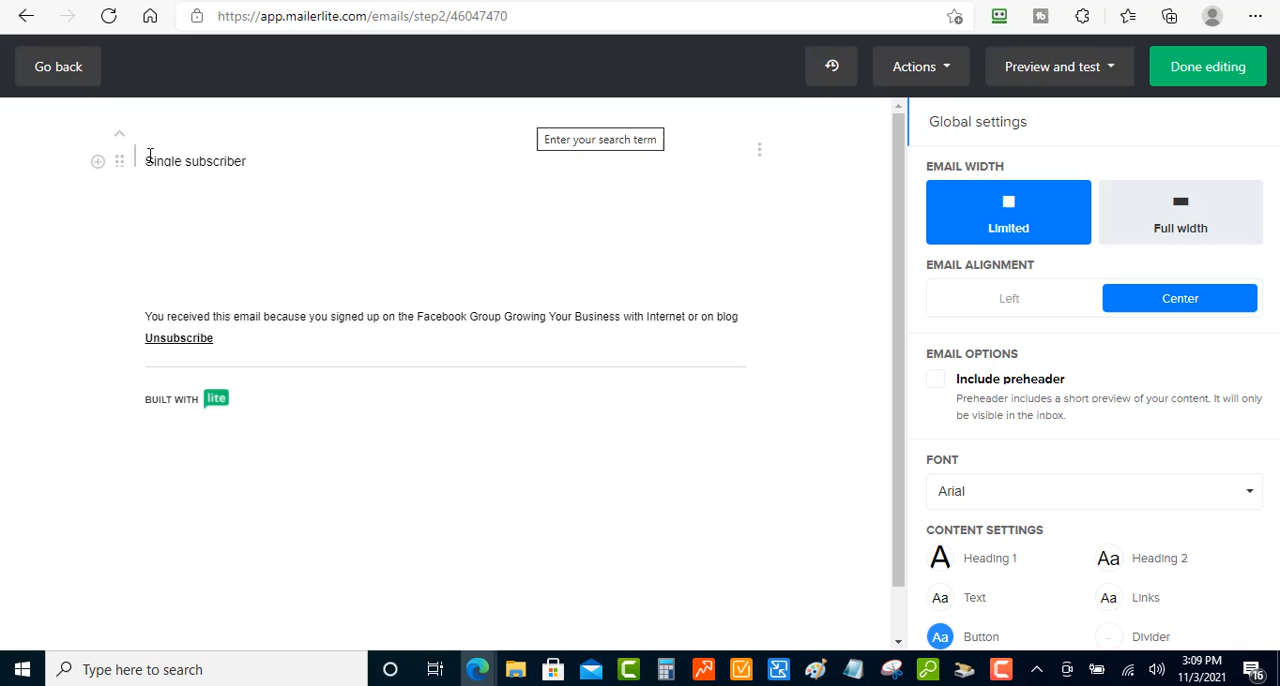 https://app.mailerlite.com/emails/step2/46047470
Go back
Actions
Preview and test
Done editing
Single subscriber
Enter your search term
You received this email because you signed up on the Facebook Group Growing Your Business with Internet or on blog
Unsubscribe
BUILT WITH lite
Global settings
EMAIL WIDTH
Limited
Full width
EMAIL ALIGNMENT
Left
Center
EMAIL OPTIONS
Include preheader
Preheader includes a short preview of your content. It will only
be visible in the inbox.
FONT
Arial
CONTENT SETTINGS
A Heading 1
Aa Heading 2
Aa Text
Aa Links
Aa Button
Divider
Type here to search
3:09 PM
11/3/2021
16